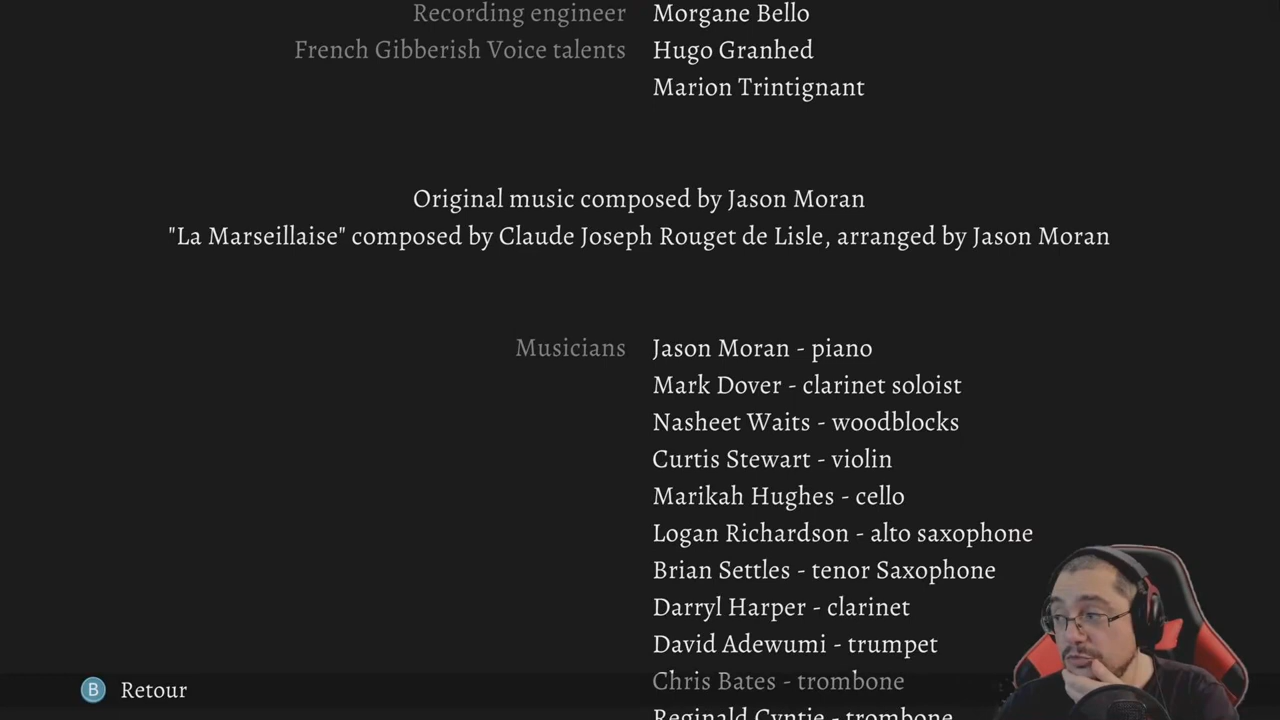 Recording engineer Morgane Bello
French Gibberish Voice talents Hugo Granhed
Marion Trintignant
Original music composed by Jason Moran
"La Marseillaise" composed by Claude Joseph Rouget de Lisle, arranged by Jason Moran
Musicians Jason Moran - piano
Mark Dover - clarinet soloist
Nasheet Waits - woodblocks
Curtis Stewart - violin
Marikah Hughes - cello
Logan Richardson - alto saxophone
Brian Settles - tenor Saxophone
Darryl Harper - clarinet
David Adewumi - trumpet
Chris Bates - trombone
B Retour
Reginald Cyntje - trombone